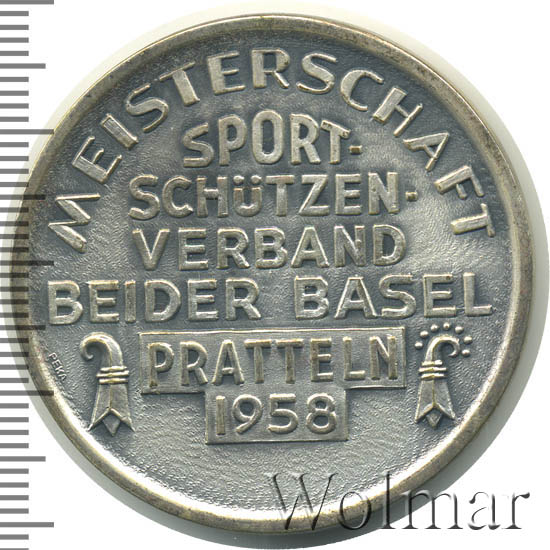 MEISTERSCHAFT
SPORT-
SCHÜTZEN-
VERBAND
BEIDER BASEL
PRATTELN
1958
Wolmar